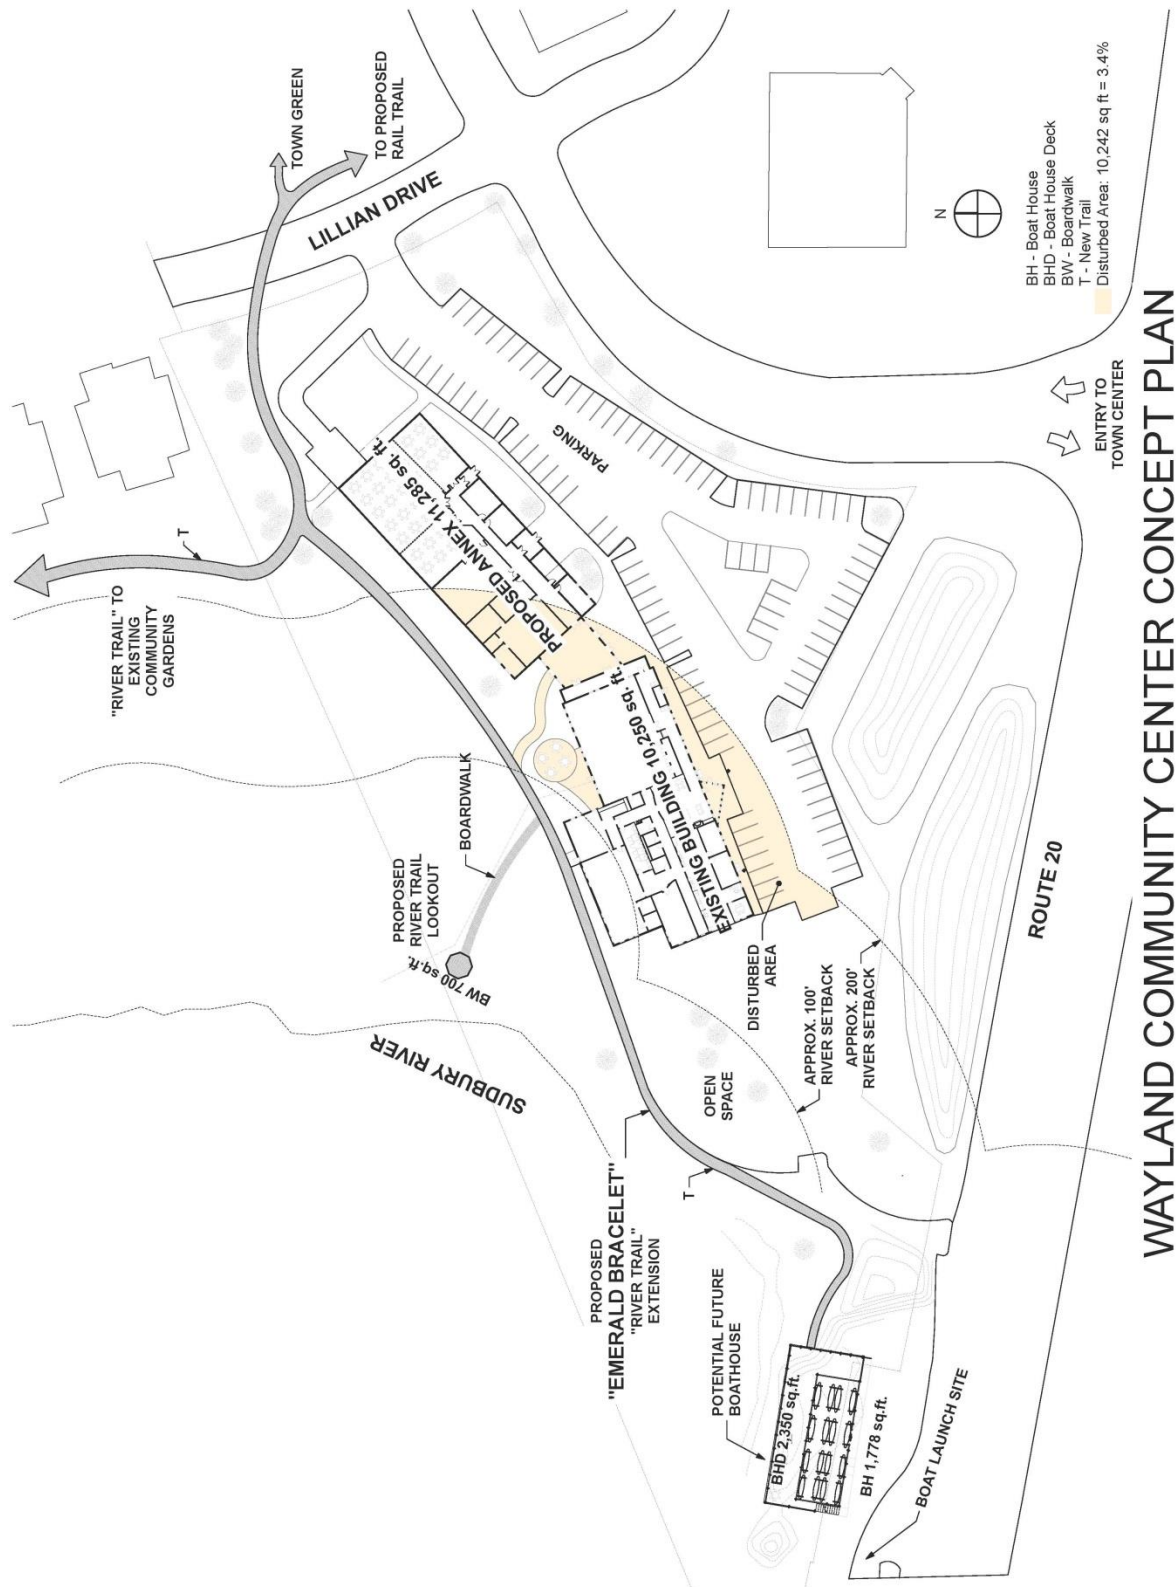 TOWN GREEN
TO PROPOSED
RAIL TRAIL
LILLIAN DRIVE
N
BH - Boat House
BHD - Boat House Deck
BW - Boardwalk
T - New Trail
Disturbed Area: 10,242 sq ft = 3.4%
T
"RIVER TRAIL" TO
EXISTING
COMMUNITY
GARDENS
PARKING
PROPOSED ANNEX 11,285 sq. ft.
ENTRY TO
TOWN CENTER
BOARDWALK
PROPOSED
RIVER TRAIL
LOOKOUT
BW 700 sq.ft.
EXISTING BUILDING 10,250 sq. ft.
SUDBURY RIVER
DISTURBED
AREA
ROUTE 20
APPROX. 100'
RIVER SETBACK
APPROX. 200'
RIVER SETBACK
OPEN
SPACE
T
PROPOSED
"EMERALD BRACELET"
"RIVER TRAIL"
EXTENSION
POTENTIAL FUTURE
BOATHOUSE
BHD 2,350 sq.ft.
BH 1,778 sq.ft.
BOAT LAUNCH SITE
WAYLAND COMMUNITY CENTER CONCEPT PLAN